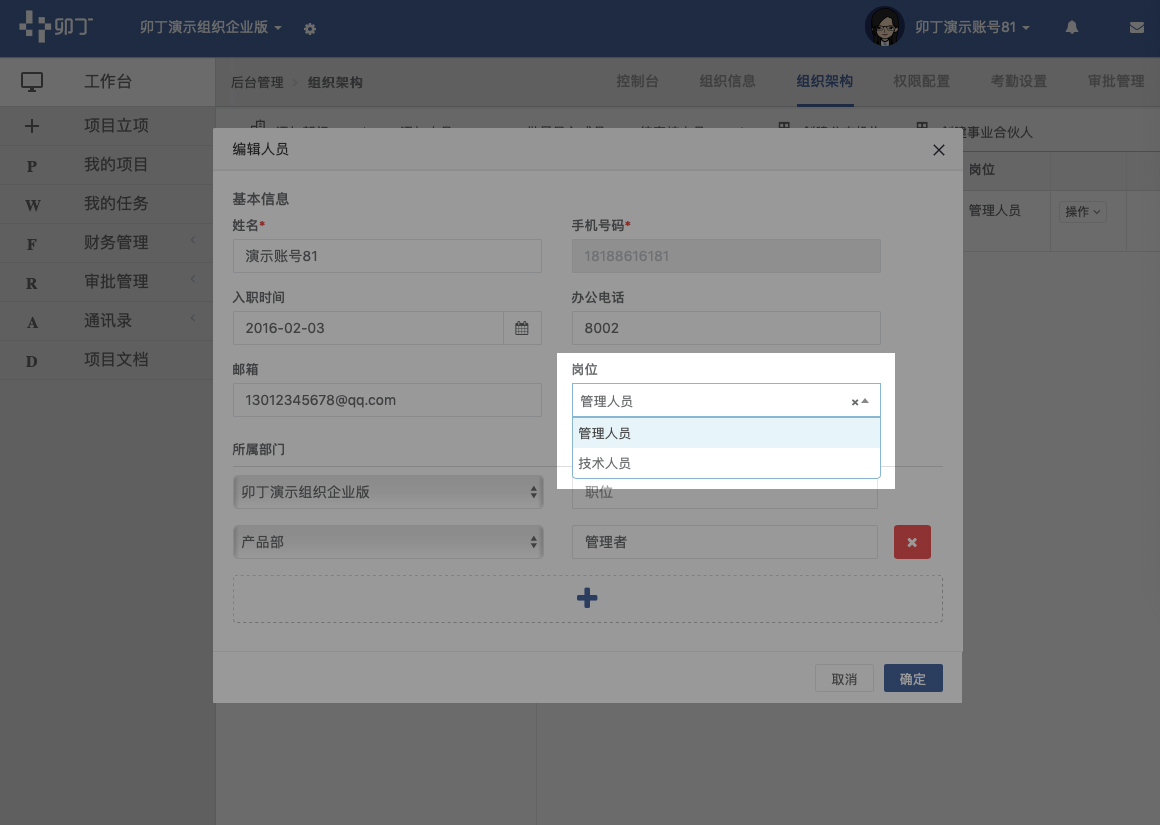 卯丁
卯丁演示组织企业版
卯丁演示账号81
工作台
项目立项
P 我的项目
W 我的任务
F 财务管理
R 审批管理
A 通讯录
D 项目文档
后台管理 组织架构
控制台 组织信息 组织架构 权限配置 考勤设置 审批管理
创建事业合伙人
岗位
管理人员 操作
编辑人员
基本信息
姓名* 手机号码*
演示账号81 18188616181
入职时间 办公电话
2016-02-03 8002
邮箱 岗位
13012345678@qq.com 管理人员
管理人员
技术人员
所属部门
卯丁演示组织企业版 职位
产品部 管理者
取消 确定